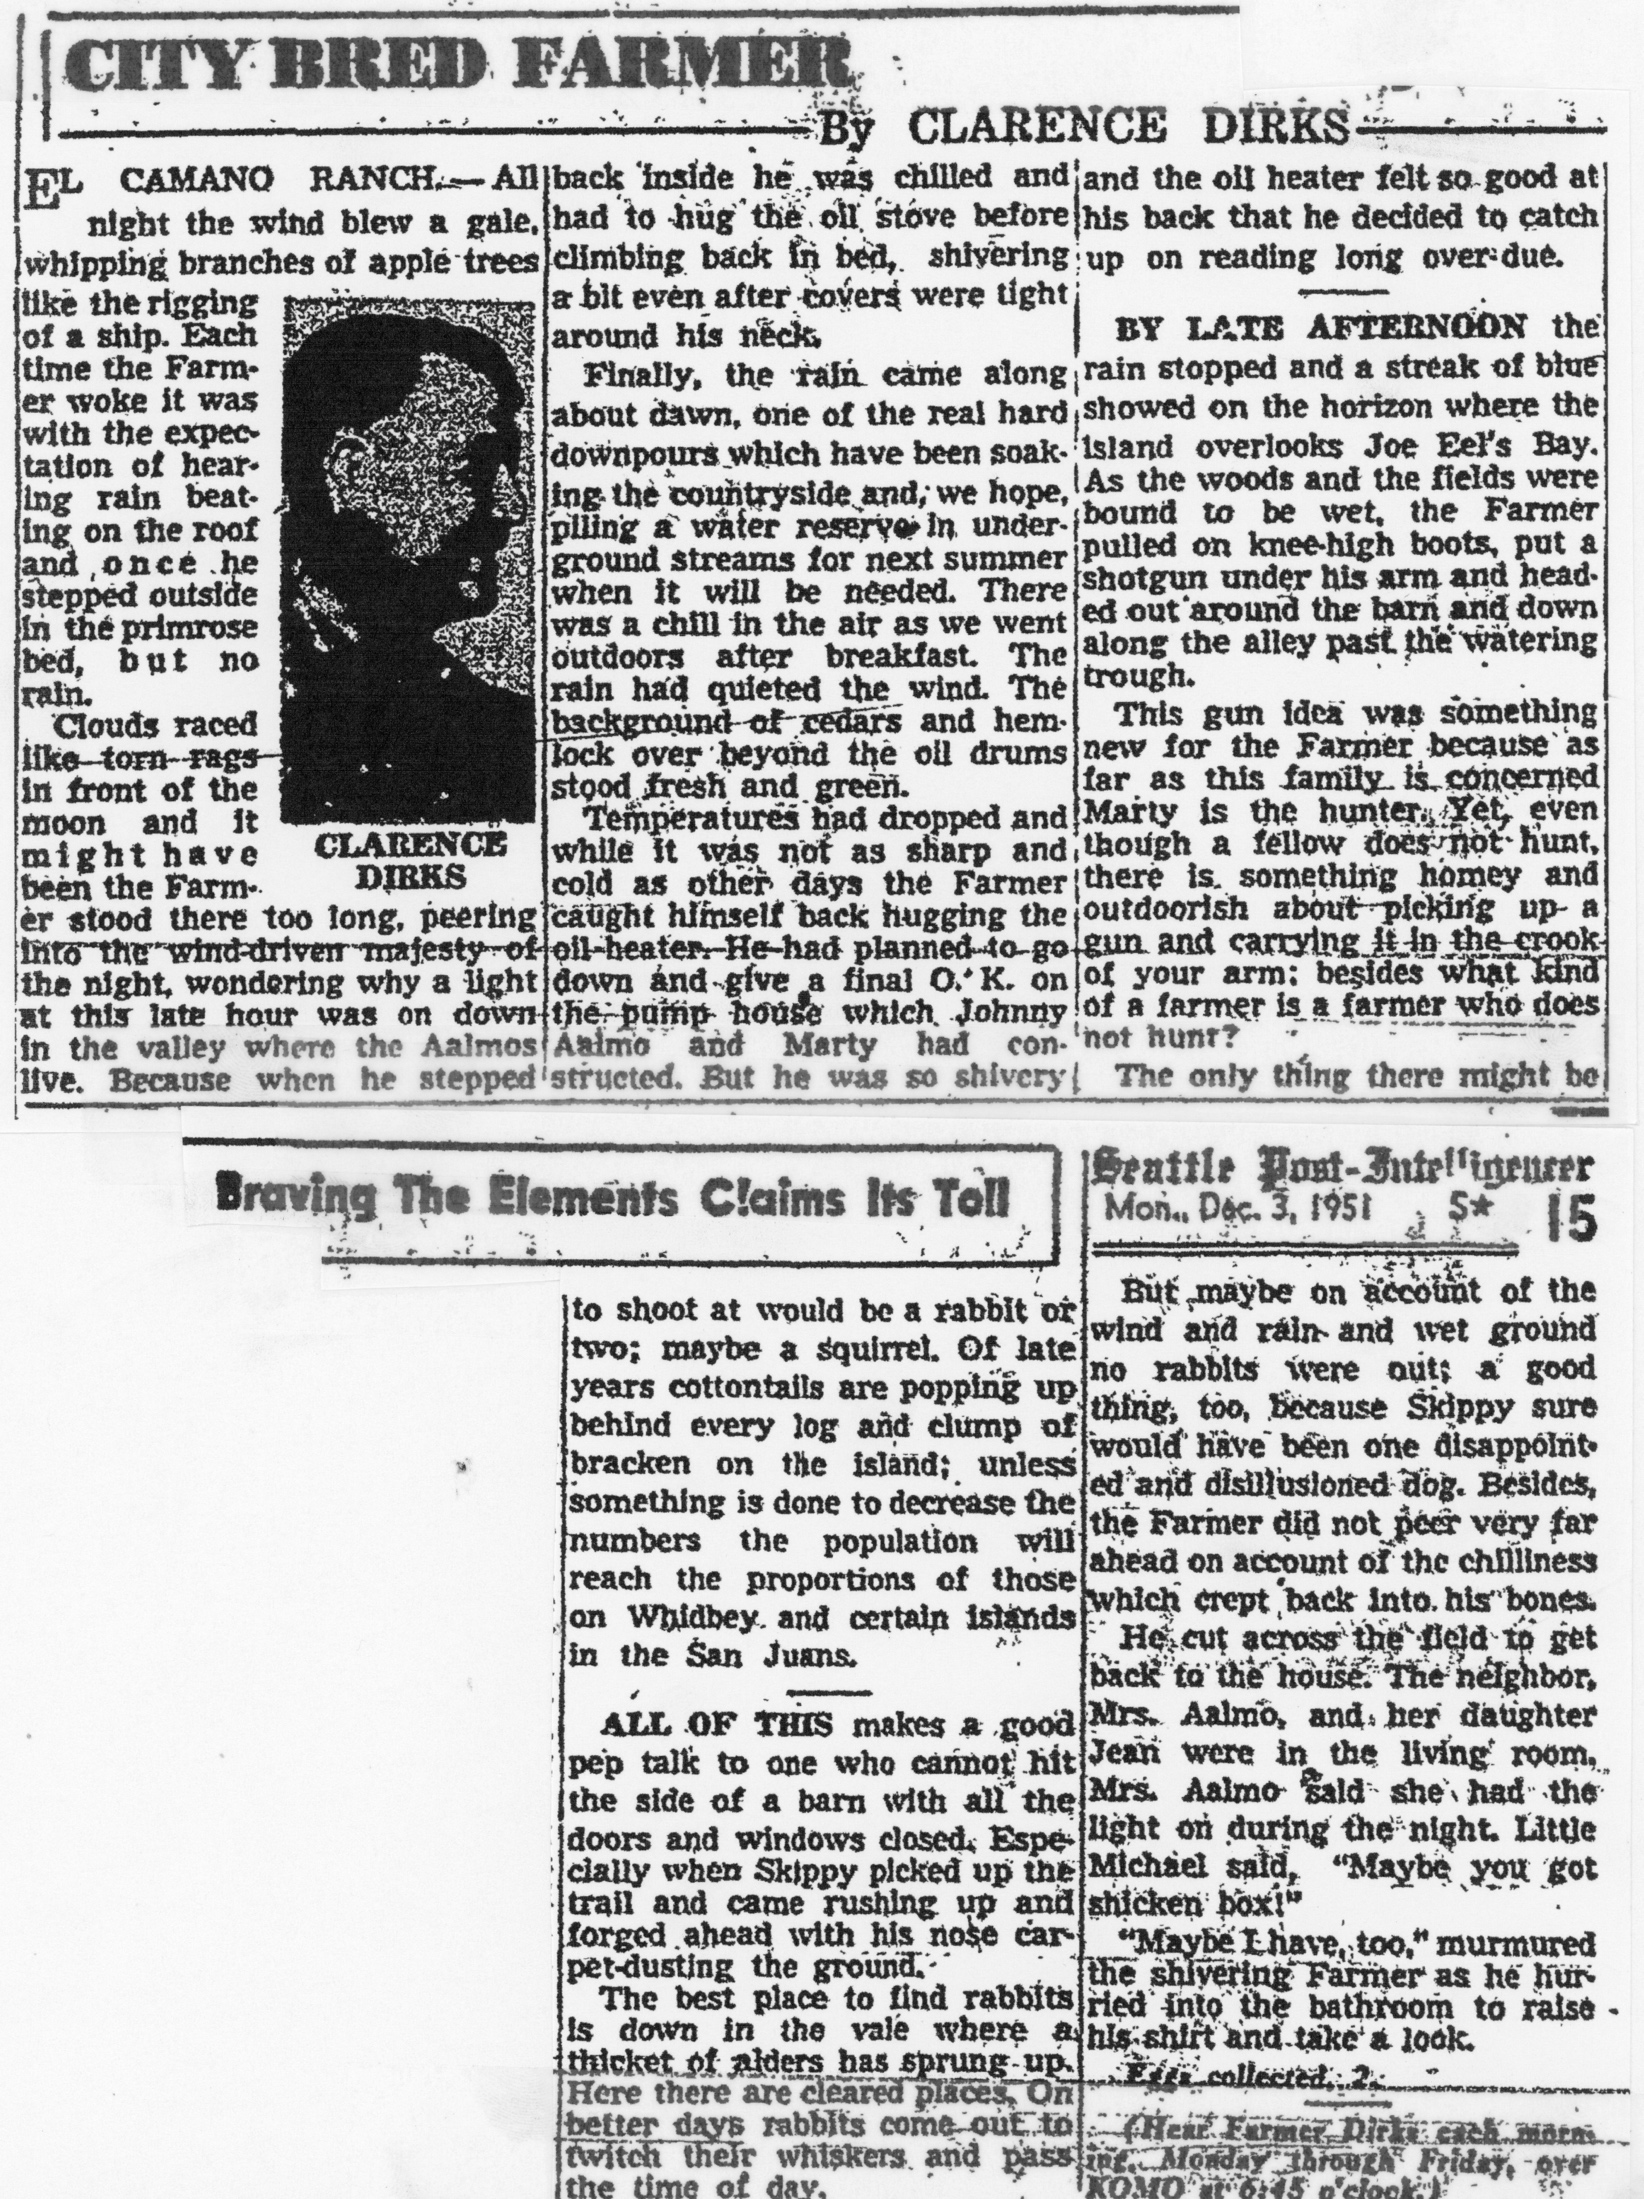 CITY BRED FARMER
By CLARENCE DIRKS
EL CAMANO RANCH.—All
night the wind blew a gale,
whipping branches of apple trees
like the rigging
of a ship. Each
time the Farm-
er woke it was
with the expec-
tation of hear-
ing rain beat-
ing on the roof
and once he
stepped outside
in the primrose
bed, but no
rain.
Clouds raced
like torn rags
in front of the
moon and it
might have
been the Farm-
er stood there too long, peering
into the wind-driven majesty of
the night, wondering why a light
at this late hour was on down
in the valley where the Aalmos
live. Because when he stepped
CLARENCE
DIRKS
back inside he was chilled and
had to hug the oil stove before
climbing back in bed, shivering
a bit even after covers were tight
around his neck.
Finally, the rain came along
about dawn, one of the real hard
downpours which have been soak-
ing the countryside and, we hope,
piling a water reserve in under-
ground streams for next summer
when it will be needed. There
was a chill in the air as we went
outdoors after breakfast. The
rain had quieted the wind. The
background of cedars and hem-
lock over beyond the oil drums
stood fresh and green.
Temperatures had dropped and
while it was not as sharp and
cold as other days the Farmer
caught himself back hugging the
oil heater. He had planned to go
down and give a final O. K. on
the pump house which Johnny
Aalmo and Marty had con-
structed. But he was so shivery
and the oil heater felt so good at
his back that he decided to catch
up on reading long over-due.
BY LATE AFTERNOON the
rain stopped and a streak of blue
showed on the horizon where the
island overlooks Joe Eel's Bay.
As the woods and the fields were
bound to be wet, the Farmer
pulled on knee-high boots, put a
shotgun under his arm and head-
ed out around the barn and down
along the alley past the watering
trough.
This gun idea was something
new for the Farmer because as
far as this family is concerned
Marty is the hunter. Yet, even
though a fellow does not hunt,
there is something homey and
outdoorish about picking up a
gun and carrying it in the crook
of your arm; besides what kind
of a farmer is a farmer who does
not hunt?
The only thing there might be
Braving The Elements Claims Its Toll
Seattle Post-Intelligencer
Mon., Dec. 3, 1951 5★ 15
to shoot at would be a rabbit or
two; maybe a squirrel. Of late
years cottontails are popping up
behind every log and clump of
bracken on the island; unless
something is done to decrease the
numbers the population will
reach the proportions of those
on Whidbey and certain islands
in the San Juans.
ALL OF THIS makes a good
pep talk to one who cannot hit
the side of a barn with all the
doors and windows closed. Espe-
cially when Skippy picked up the
trail and came rushing up and
forged ahead with his nose car-
pet-dusting the ground.
The best place to find rabbits
is down in the vale where a
thicket of alders has sprung up.
Here there are cleared places. On
better days rabbits come out to
twitch their whiskers and pass
the time of day.
But maybe on account of the
wind and rain and wet ground
no rabbits were out; a good
thing, too, because Skippy sure
would have been one disappoint-
ed and disillusioned dog. Besides,
the Farmer did not peer very far
ahead on account of the chilliness
which crept back into his bones.
He cut across the field to get
back to the house. The neighbor,
Mrs. Aalmo, and her daughter
Jean were in the living room.
Mrs. Aalmo said she had the
light on during the night. Little
Michael said, "Maybe you got
shicken box!"
"Maybe I have, too," murmured
the shivering Farmer as he hur-
ried into the bathroom to raise
his shirt and take a look.
Eggs collected, 2.
(Hear Farmer Dirks each morn-
ing, Monday through Friday, over
KOMO at 6:45 o'clock.)